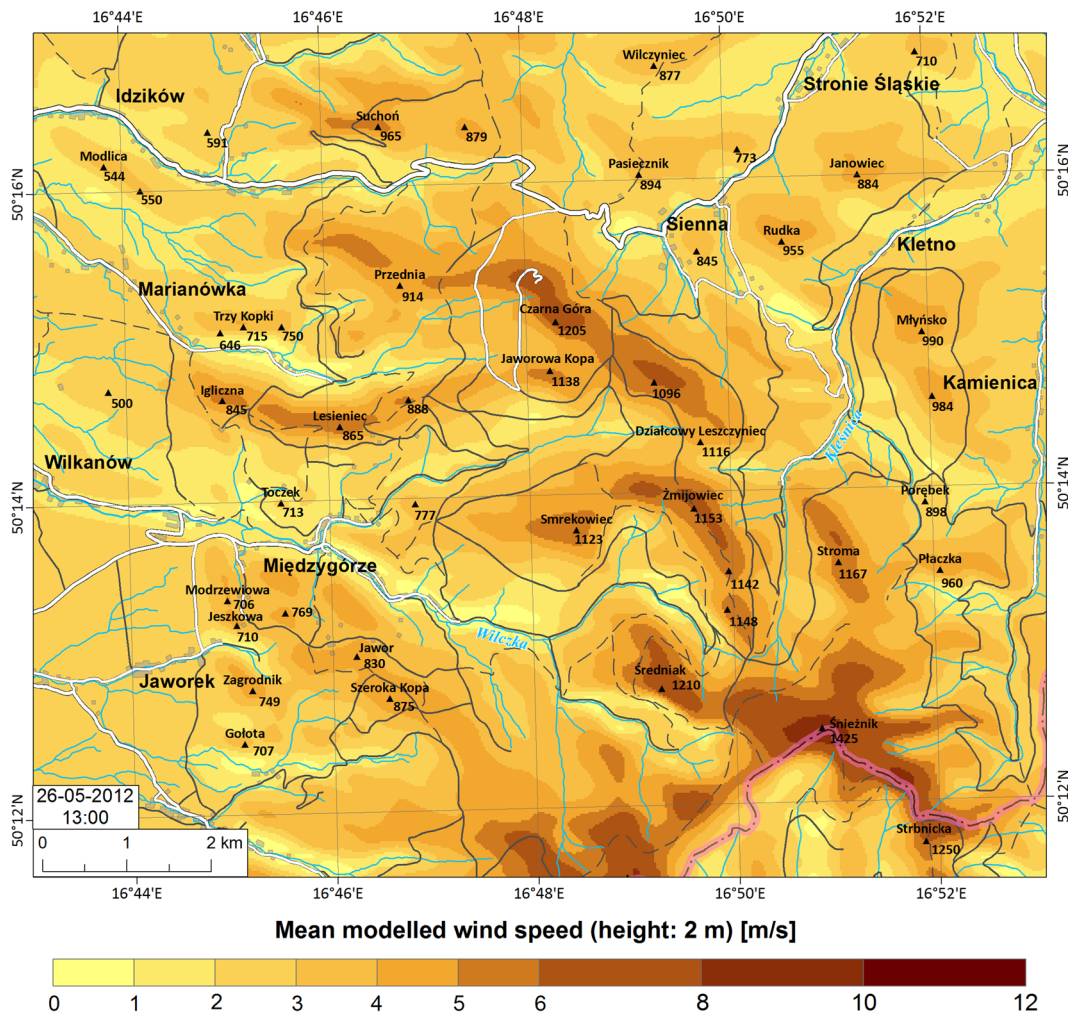 16°44'E 16°46'E 16°48'E 16°50'E 16°52'E
Wilczyniec
877
710
Stronie Śląskie
Idzików
Suchoń
965
879
591
773
Modlica
544
550
Pasiecznik
894
Janowiec
884
50°16'N
50°16'N
Sienna
845
Rudka
955
Kletno
Przednia
914
Marianówka
Trzy Kopki
715
750
646
Czarna Góra
1205
Młyńsko
990
Jaworowa Kopa
1138
Kamienica
984
Igliczna
845
500
888
1096
Lesieniec
865
Działcowy Leszczyniec
1116
Kleśnica
Wilkanów
50°14'N
50°14'N
Toczek
713
777
Żmijowiec
1153
Porębek
898
Smrekowiec
1123
Międzygórze
Stroma
1167
Płaczka
960
1142
1148
Modrzewiowa
706
Jeszkowa
710
769
Wilczka
Jawor
830
Jaworek
Zagrodnik
749
Szeroka Kopa
875
Średniak
1210
Gołota
707
Śnieżnik
1425
50°12'N
50°12'N
26-05-2012
13:00
0 1 2 km
Strbnicka
1250
16°44'E 16°46'E 16°48'E 16°50'E 16°52'E
Mean modelled wind speed (height: 2 m) [m/s]
0 1 2 3 4 5 6 8 10 12